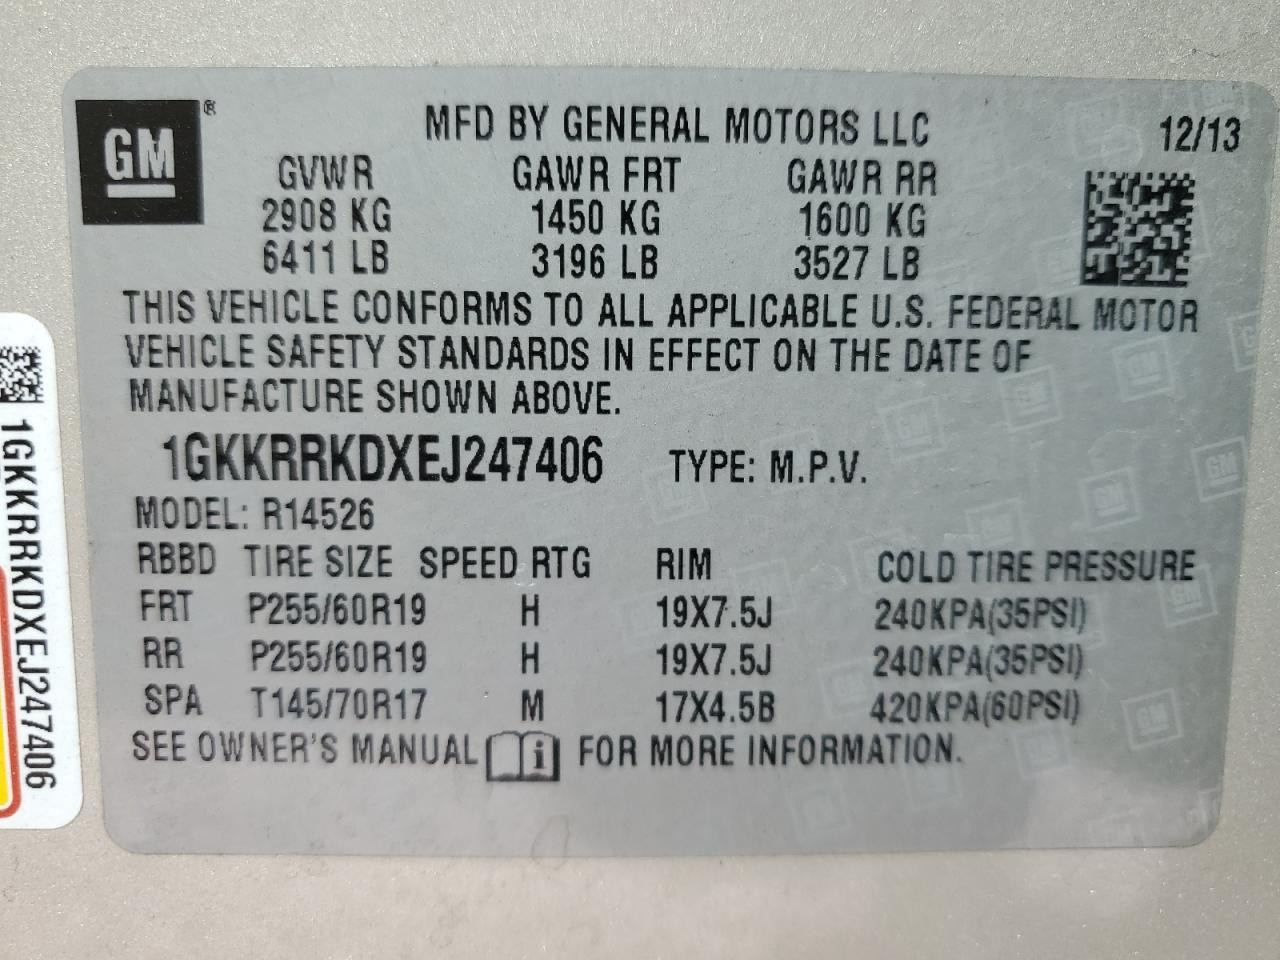 GM ®
MFD BY GENERAL MOTORS LLC
12/13
GVWR GAWR FRT GAWR RR
2908 KG 1450 KG 1600 KG
6411 LB 3196 LB 3527 LB
THIS VEHICLE CONFORMS TO ALL APPLICABLE U.S. FEDERAL MOTOR
VEHICLE SAFETY STANDARDS IN EFFECT ON THE DATE OF
MANUFACTURE SHOWN ABOVE.
1GKKRRKDXEJ247406 TYPE: M.P.V.
MODEL: R14526
RBBD TIRE SIZE SPEED RTG RIM COLD TIRE PRESSURE
FRT P255/60R19 H 19X7.5J 240KPA(35PSI)
RR P255/60R19 H 19X7.5J 240KPA(35PSI)
SPA T145/70R17 M 17X4.5B 420KPA(60PSI)
SEE OWNER'S MANUAL i FOR MORE INFORMATION.
1GKKRRKDXEJ247406